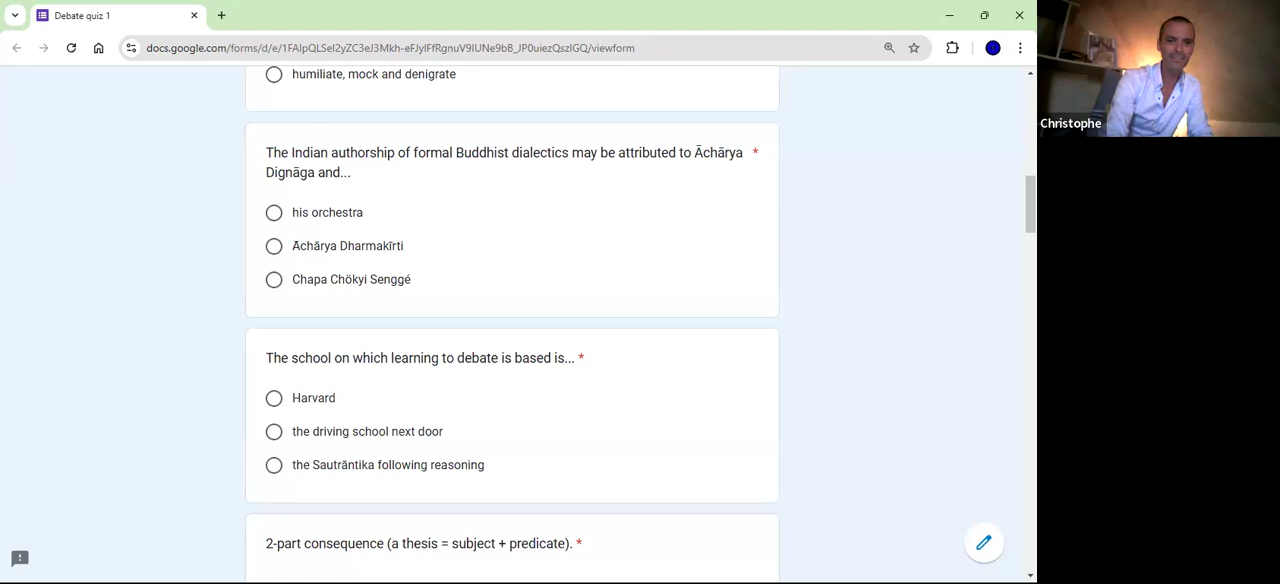 Debate quiz 1
docs.google.com/forms/d/e/1FAIpQLSeI2yZC3eJ3Mkh-eFJyIFfRgnuV9IUNe9bB_JP0uiezQszIGQ/viewform
humiliate, mock and denigrate
The Indian authorship of formal Buddhist dialectics may be attributed to Āchārya *
Dignāga and...
his orchestra
Āchārya Dharmakīrti
Chapa Chökyi Senggé
The school on which learning to debate is based is... *
Harvard
the driving school next door
the Sautrāntika following reasoning
2-part consequence (a thesis = subject + predicate). *
Christophe